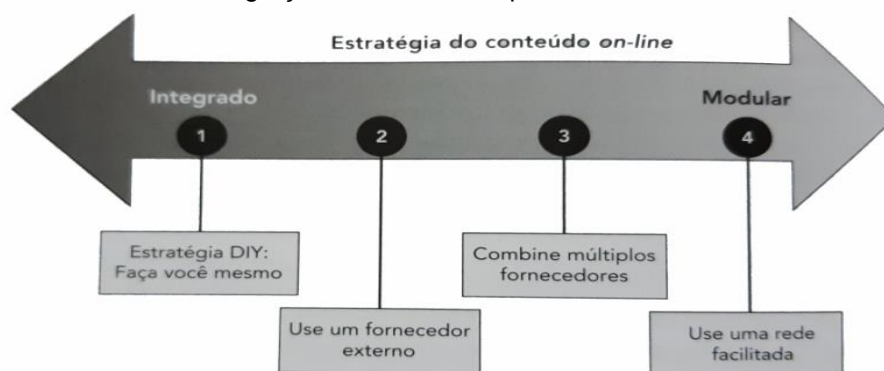 Estratégia do conteúdo on-line
Integrado
Modular
1
2
3
4
Estratégia DIY:
Faça você mesmo
Use um fornecedor
externo
Combine múltiplos
fornecedores
Use uma rede
facilitada